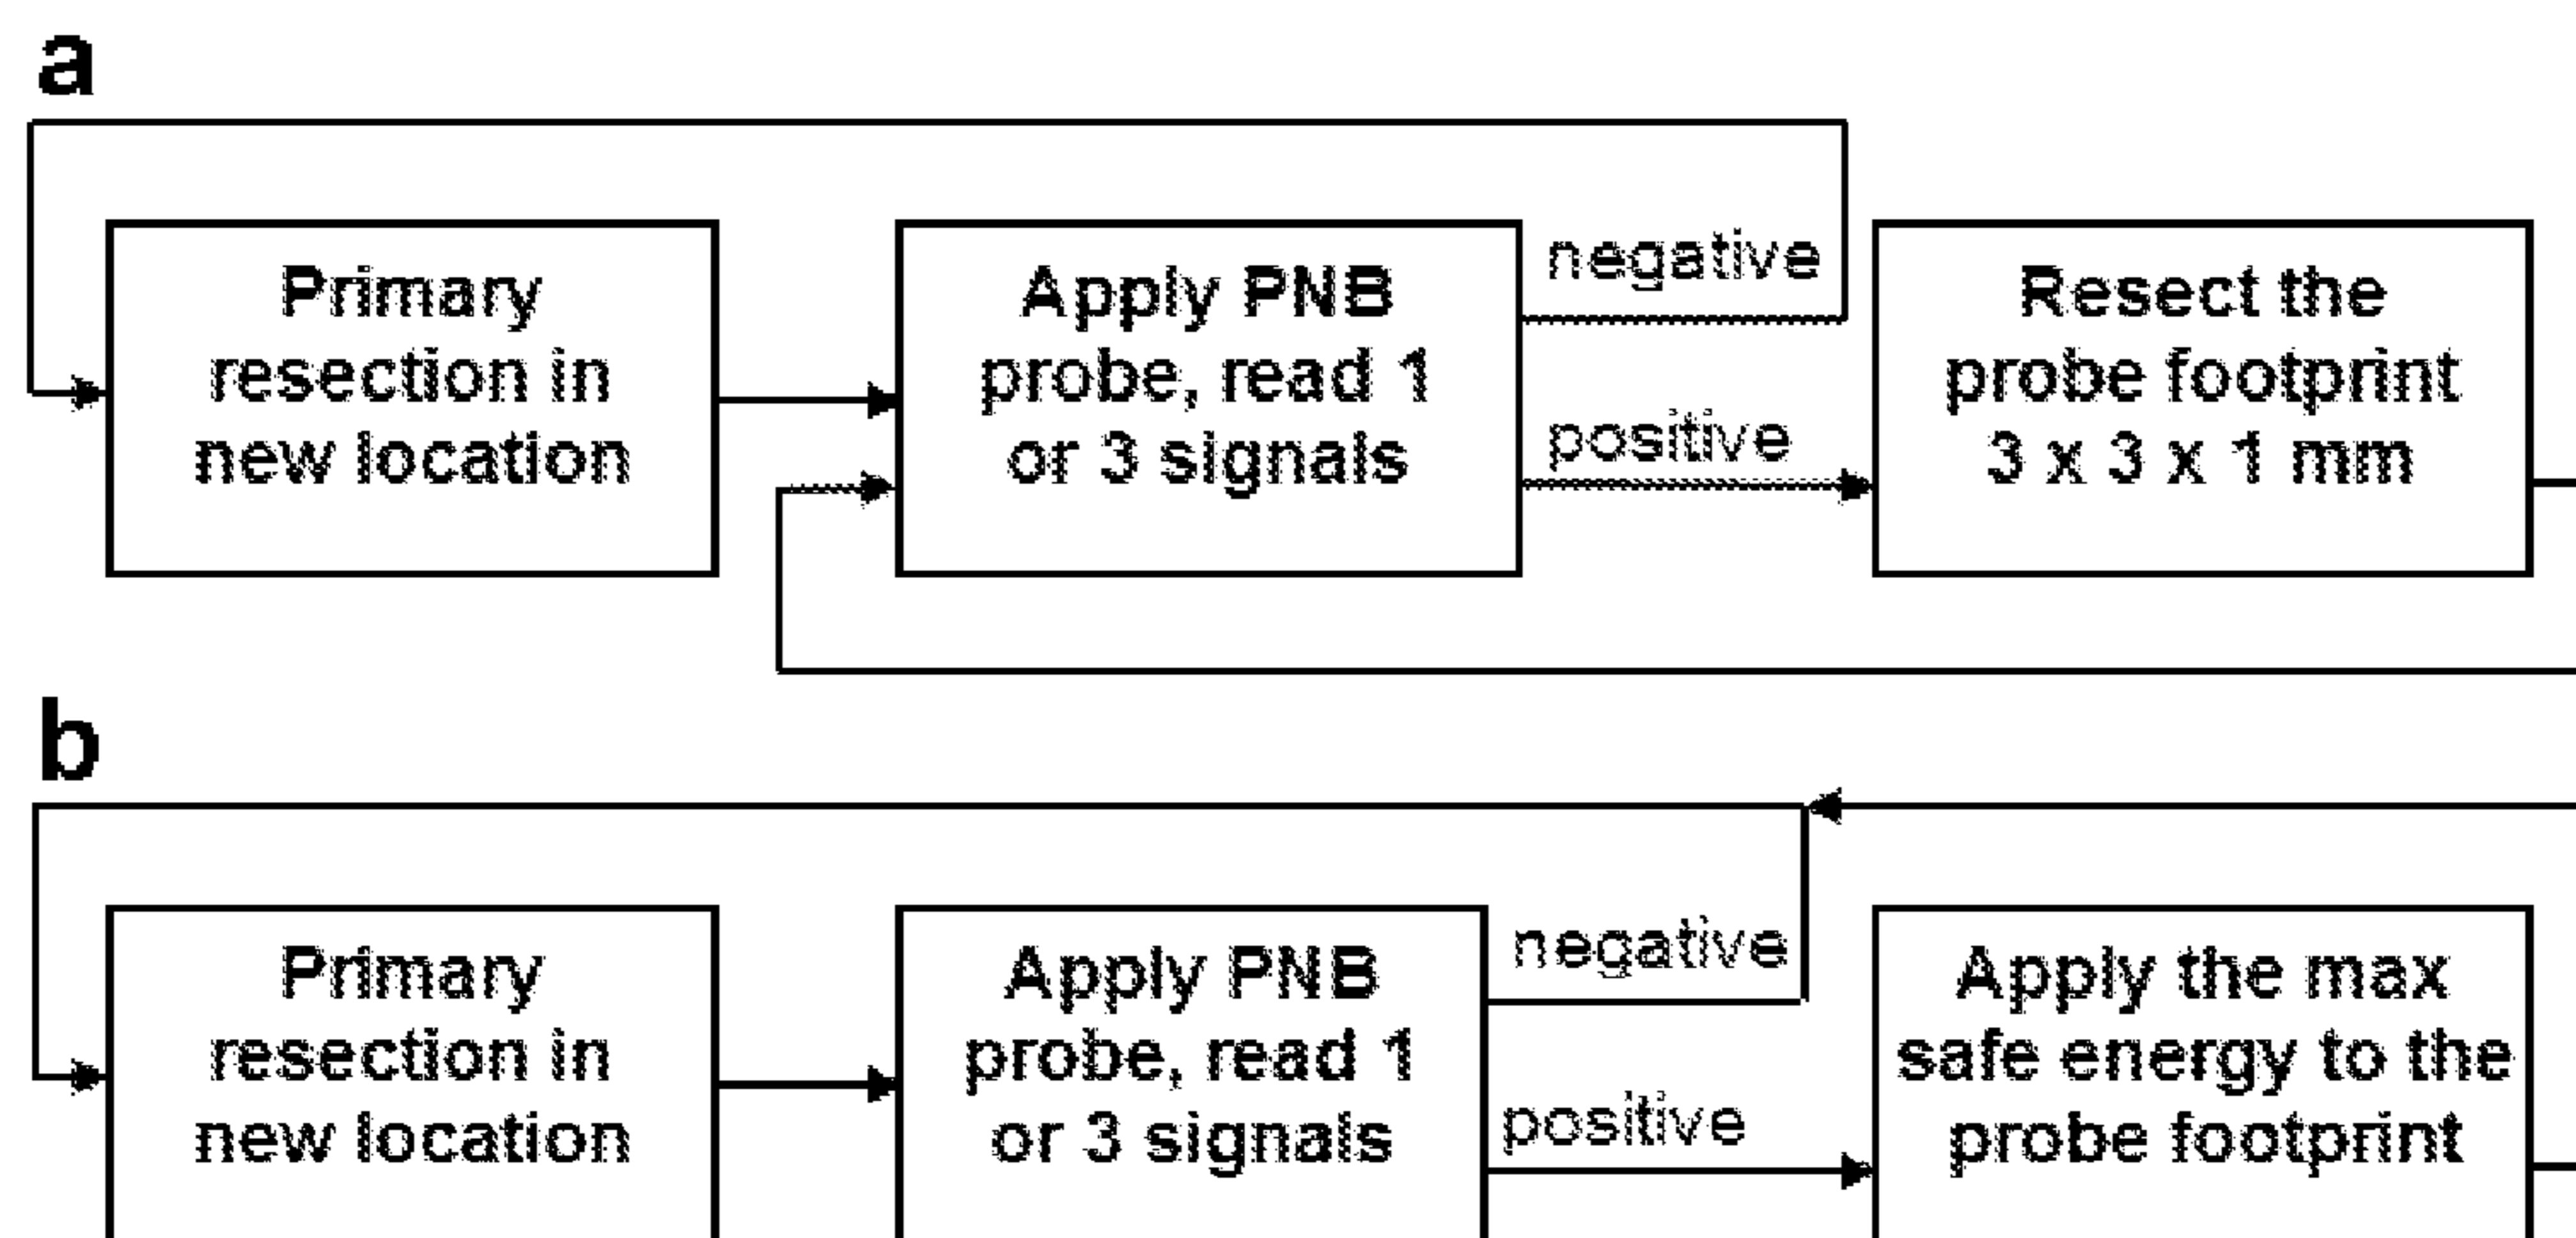 a
Primary
resection in
new location
Apply PNB
probe, read 1
or 3 signals
negative
positive
Resect the
probe footprint
3 x 3 x 1 mm
b
Primary
resection in
new location
Apply PNB
probe, read 1
or 3 signals
negative
positive
Apply the max
safe energy to the
probe footprint